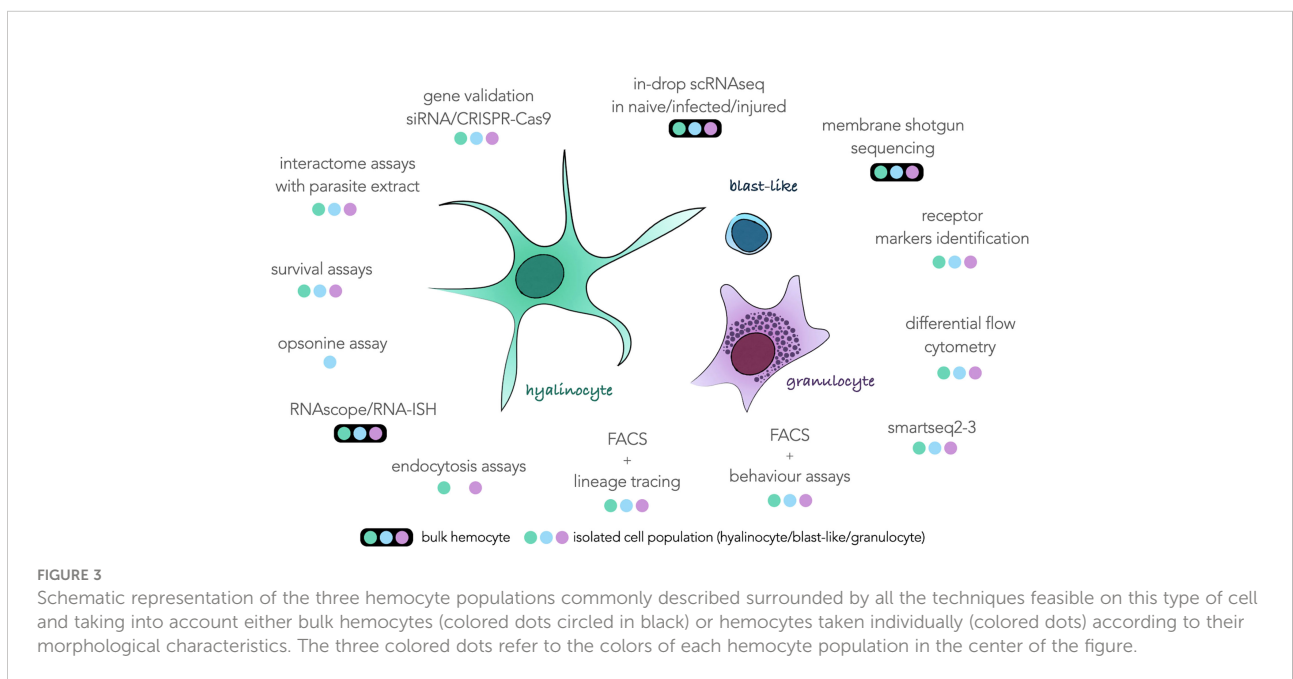 in-drop scRNAseq
in naive/infected/injured
gene validation
siRNA/CRISPR-Cas9
membrane shotgun
sequencing
interactome assays
with parasite extract
blast-like
receptor
markers identification
survival assays
differential flow
cytometry
opsonine assay
granulocyte
hyalinocyte
RNAscope/RNA-ISH
smartseq2-3
FACS
+
lineage tracing
FACS
+
behaviour assays
endocytosis assays
bulk hemocyte
isolated cell population (hyalinocyte/blast-like/granulocyte)
FIGURE 3
Schematic representation of the three hemocyte populations commonly described surrounded by all the techniques feasible on this type of cell
and taking into account either bulk hemocytes (colored dots circled in black) or hemocytes taken individually (colored dots) according to their
morphological characteristics. The three colored dots refer to the colors of each hemocyte population in the center of the figure.